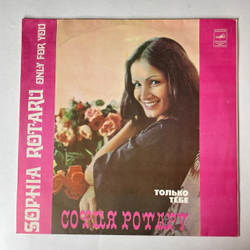 SOPHIA ROTARU ONLY FOR YOU
ТОЛЬКО
ТЕБЕ
СОФИЯ РОТАРУ